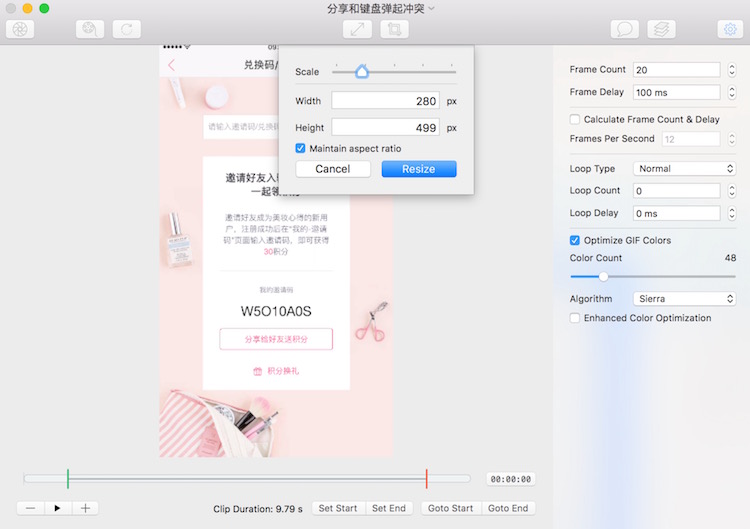 分享和键盘弹起冲突
09:
兑换码/
请输入邀请码/兑换码
邀请好友入
一起领
邀请好友成为美妆心得的新用
户，注册成功后在“我的-邀请
码”页面输入邀请码，即可获得
30积分
我的邀请码
W5O10A0S
分享给好友送积分
积分换礼
Scale
Width 280 px
Height 499 px
Maintain aspect ratio
Cancel Resize
Frame Count 20
Frame Delay 100 ms
Calculate Frame Count & Delay
Frames Per Second 12
Loop Type Normal
Loop Count 0
Loop Delay 0 ms
Optimize GIF Colors
Color Count 48
Algorithm Sierra
Enhanced Color Optimization
00:00:00
Clip Duration: 9.79 s Set Start Set End Goto Start Goto End